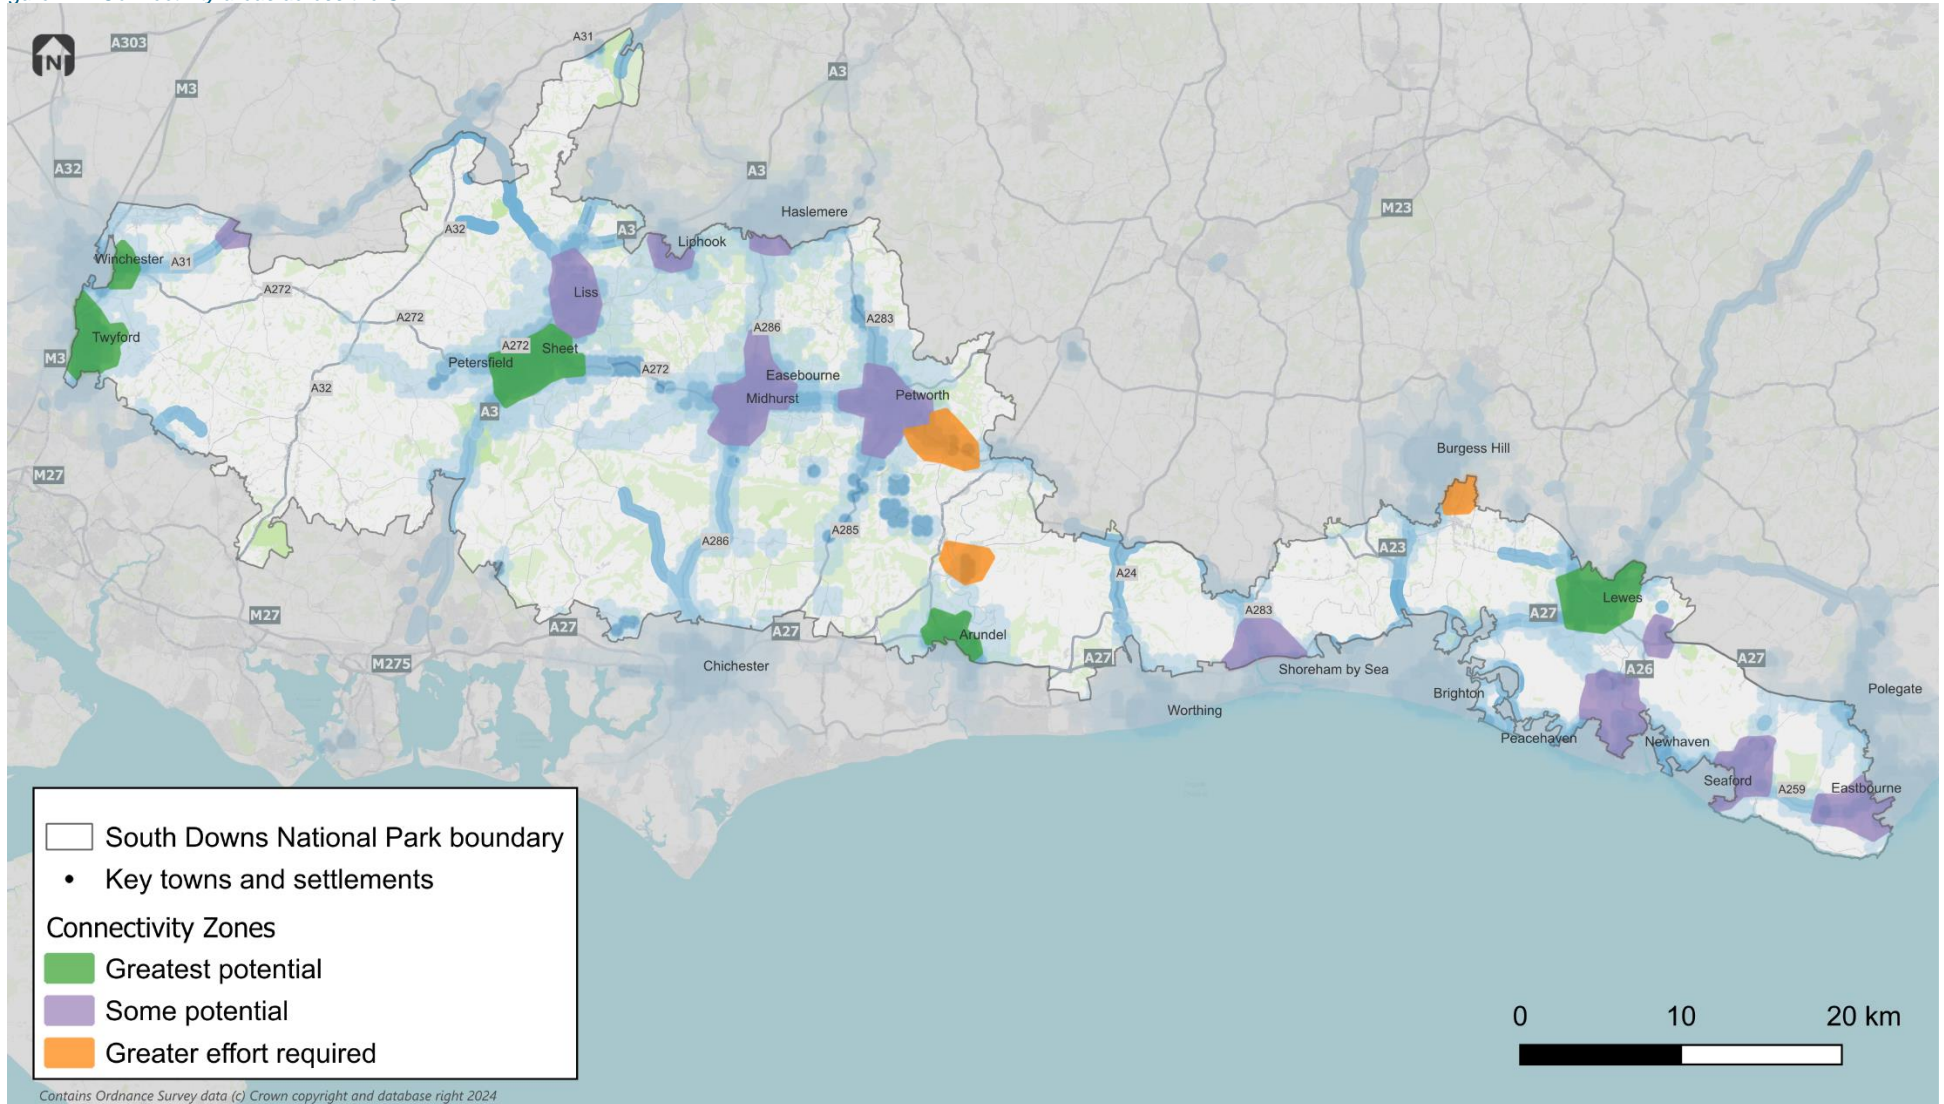 A31
A303
A3
M3
A32
A3
M23
Haslemere
A32
A3
Liphook
Winchester
A31
A272
Liss
A272
A286
A283
Twyford
A272
Sheet
M3
Petersfield
A272
Easebourne
A32
Midhurst
Petworth
A3
Burgess Hill
M27
A285
A286
A23
A24
Lewes
A283
A27
M27
A27
A27
Arundel
A27
A27
M275
Chichester
Shoreham by Sea
A26
Polegate
Brighton
Worthing
Peacehaven
Newhaven
Seaford
A259
Eastbourne
South Downs National Park boundary
Key towns and settlements
Connectivity Zones
Greatest potential
Some potential
Greater effort required
0 10 20 km
Contains Ordnance Survey data (c) Crown copyright and database right 2024
N